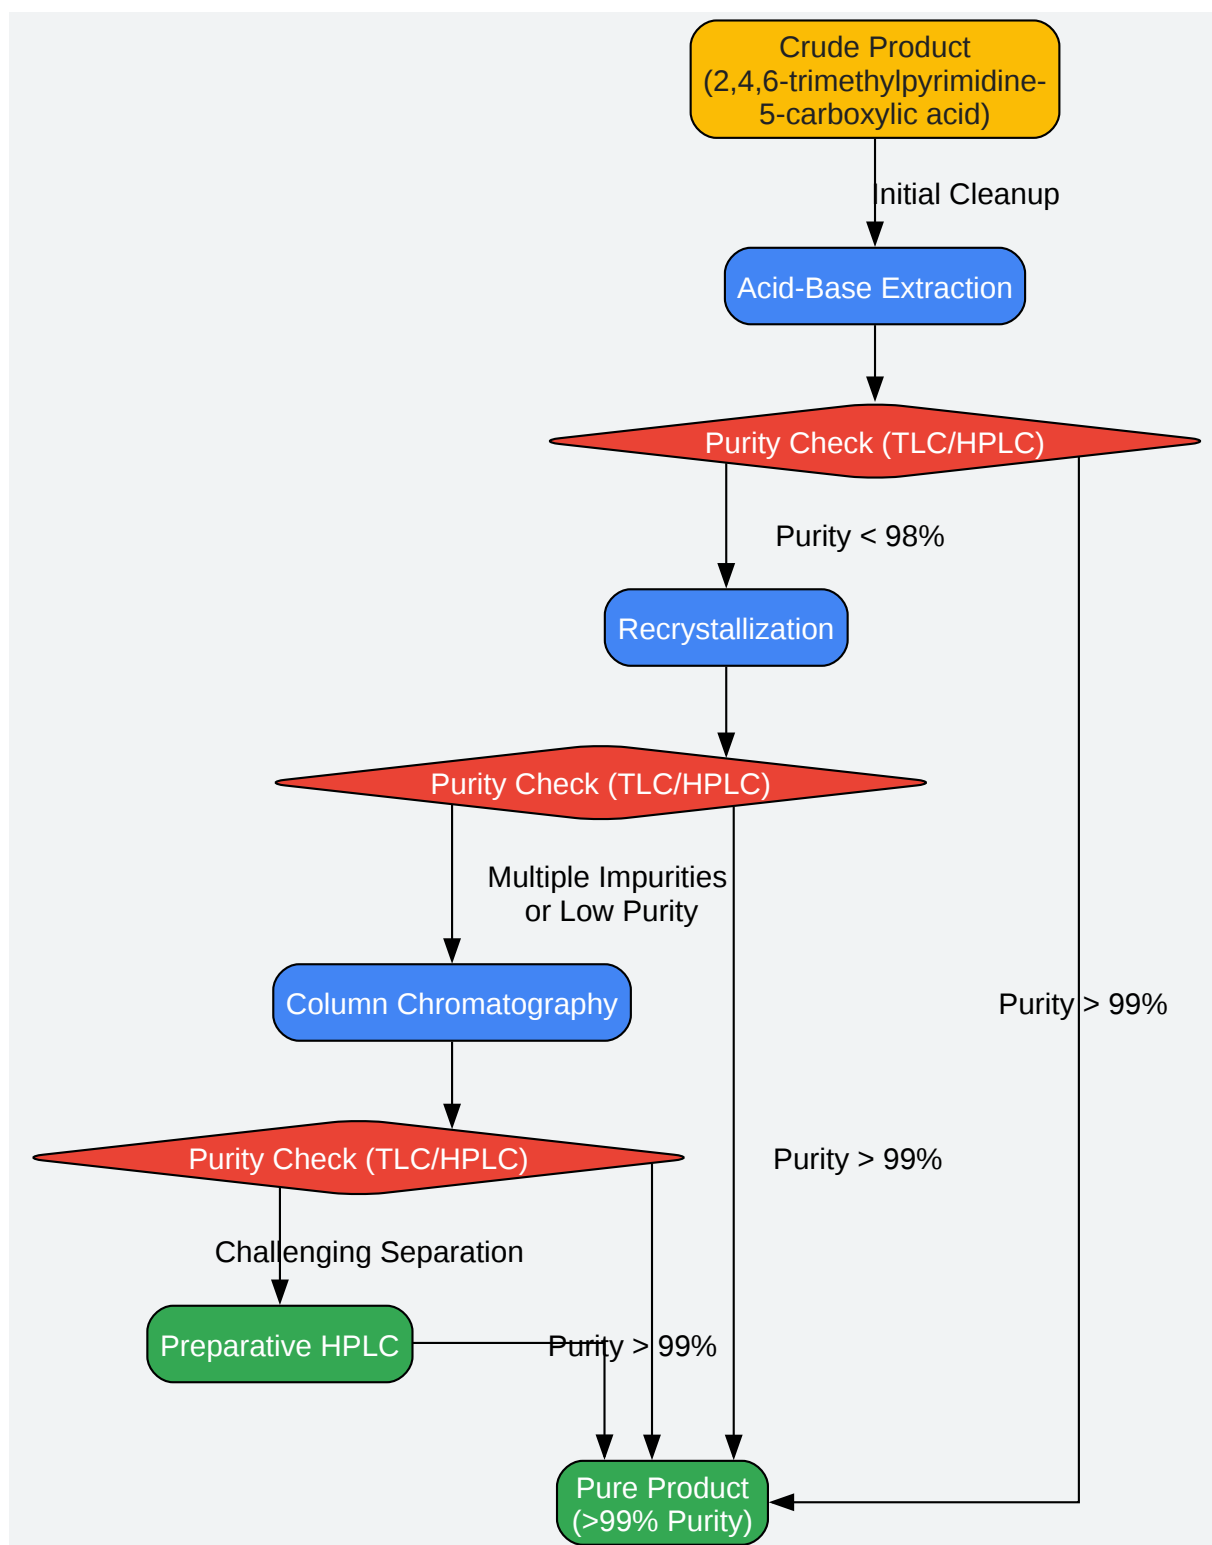 Crude Product
(2,4,6-trimethylpyrimidine-
5-carboxylic acid)
Initial Cleanup
Acid-Base Extraction
Purity Check (TLC/HPLC)
Purity < 98%
Recrystallization
Purity Check (TLC/HPLC)
Multiple Impurities
or Low Purity
Column Chromatography
Purity > 99%
Purity Check (TLC/HPLC)
Purity > 99%
Challenging Separation
Preparative HPLC
Purity > 99%
Pure Product
(>99% Purity)